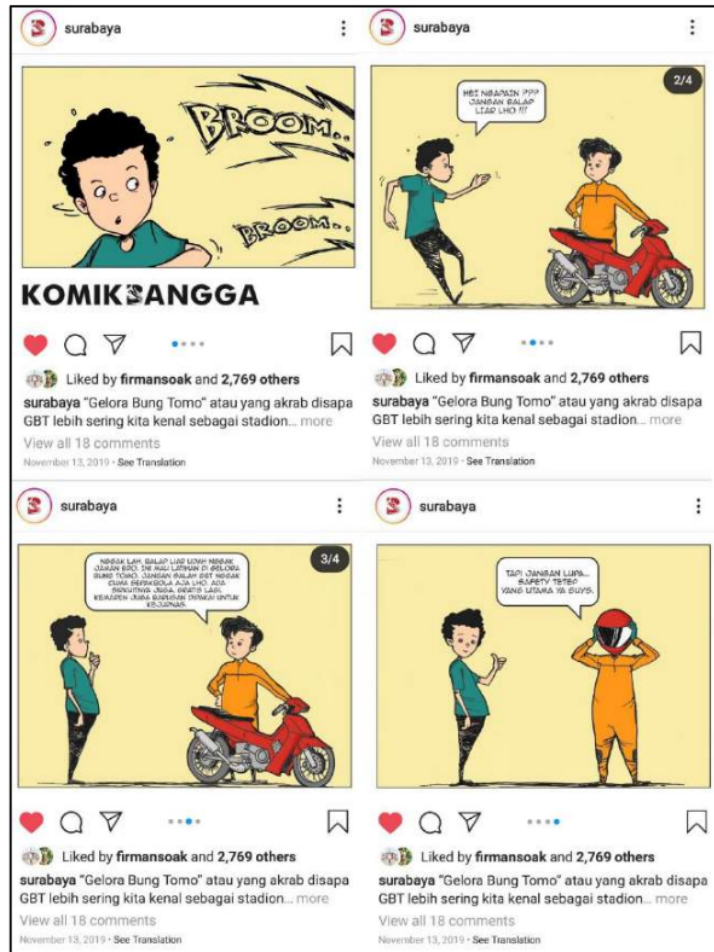 surabaya
BROOM..
BROOM..
KOMIK BANGGA
Liked by firmansoak and 2,769 others
surabaya "Gelora Bung Tomo" atau yang akrab disapa
GBT lebih sering kita kenal sebagai stadion... more
View all 18 comments
November 13, 2019 · See Translation
surabaya
2/4
HEI NGAPAIN ???
JANGAN BALAP
LIAR LHO !!!
Liked by firmansoak and 2,769 others
surabaya "Gelora Bung Tomo" atau yang akrab disapa
GBT lebih sering kita kenal sebagai stadion... more
View all 18 comments
November 13, 2019 · See Translation
surabaya
3/4
NGGAK LAH, BALAP LIAR UDAH NGGAK
JAMAN BRO. INI MAU LATIHAN DI GELORA
BUNG TOMO. JANGAN SALAH GBT NGGAK
CUMA SEPAKBOLA AJA LHO. ADA
SIRKUITNYA JUGA. GRATIS LAGI.
KEMAREN JUGA BARUSAN DIPAKAI UNTUK
KEJURNAS.
Liked by firmansoak and 2,769 others
surabaya "Gelora Bung Tomo" atau yang akrab disapa
GBT lebih sering kita kenal sebagai stadion... more
View all 18 comments
November 13, 2019 · See Translation
surabaya
TAPI JANGAN LUPA...
SAFETY TETEP
YANG UTAMA YA GUYS.
Liked by firmansoak and 2,769 others
surabaya "Gelora Bung Tomo" atau yang akrab disapa
GBT lebih sering kita kenal sebagai stadion... more
View all 18 comments
November 13, 2019 · See Translation